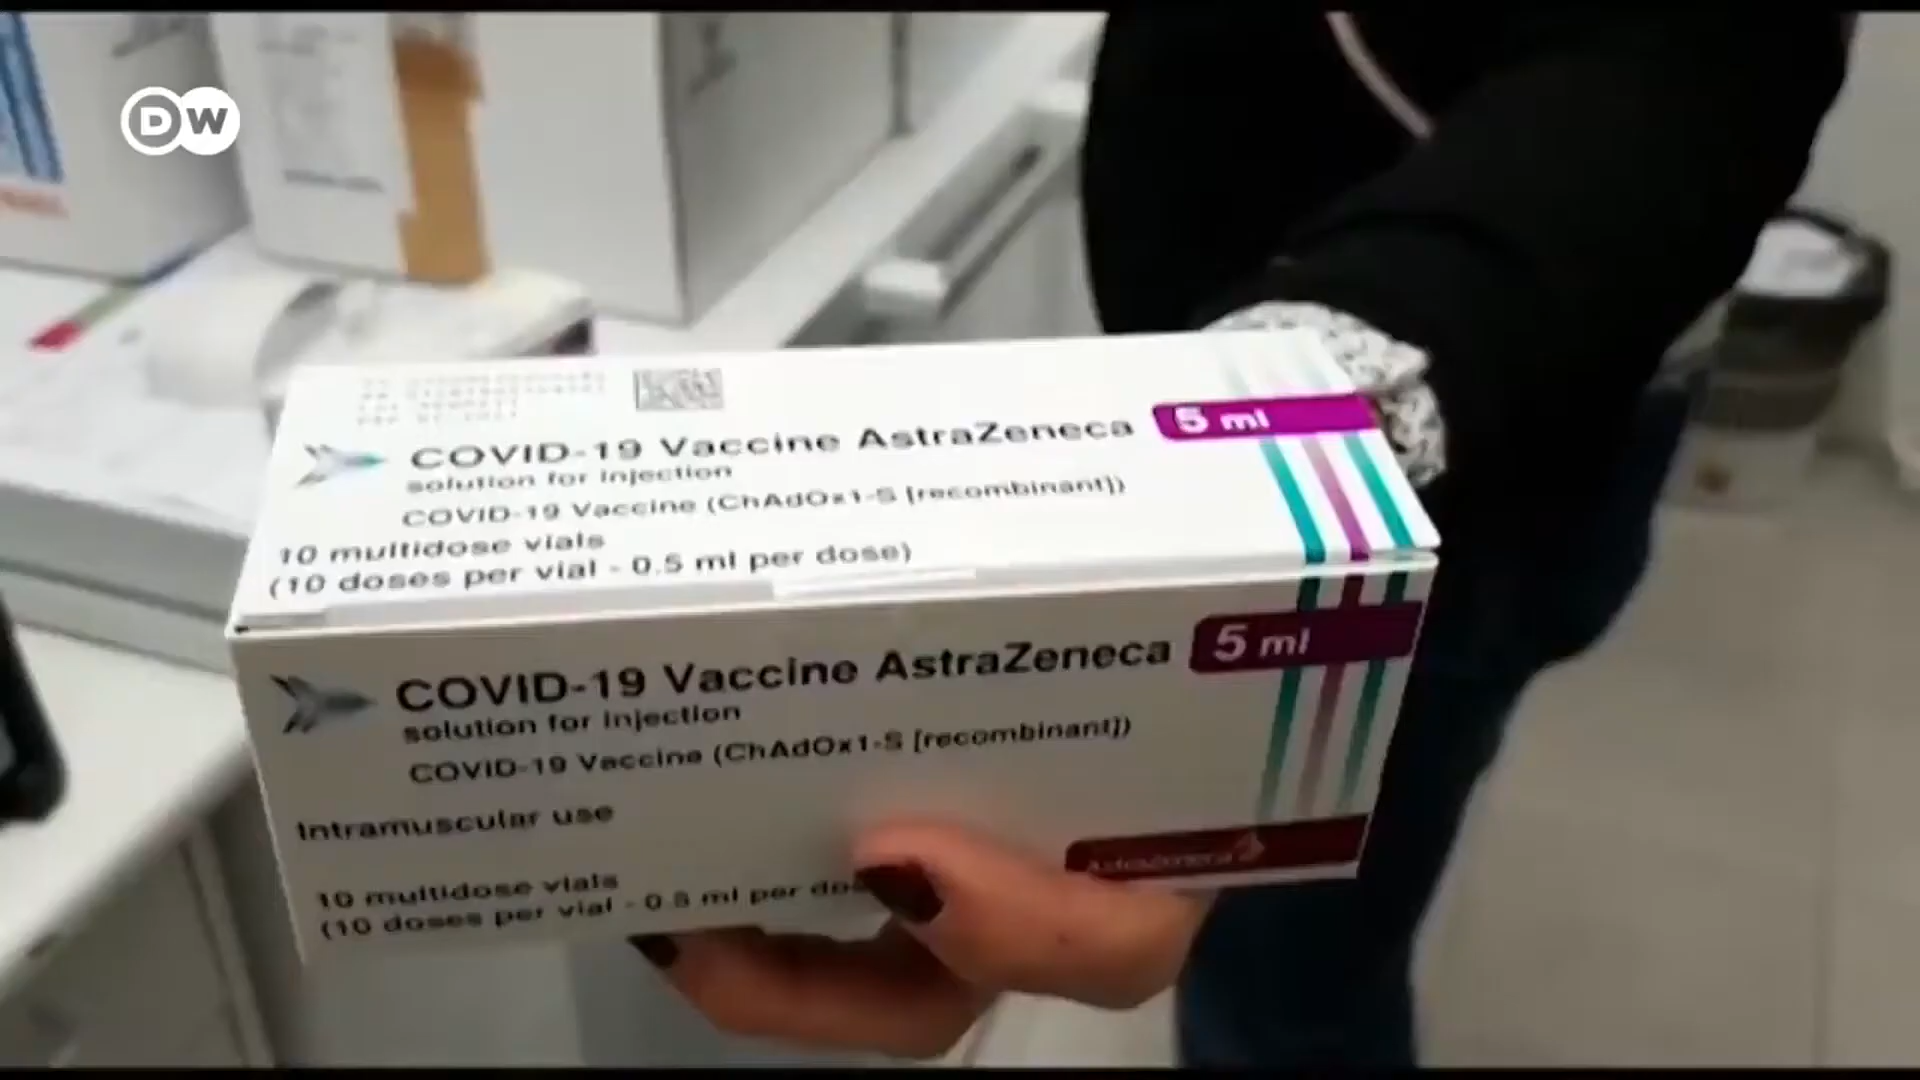 DW
COVID-19 Vaccine AstraZeneca
5 ml
solution for injection
COVID-19 Vaccine (ChAdOx1-S [recombinant])
10 multidose vials
(10 doses per vial - 0.5 ml per dose)
COVID-19 Vaccine AstraZeneca
5 ml
solution for injection
COVID-19 Vaccine (ChAdOx1-S [recombinant])
Intramuscular use
AstraZeneca
10 multidose vials
(10 doses per vial - 0.5 ml per